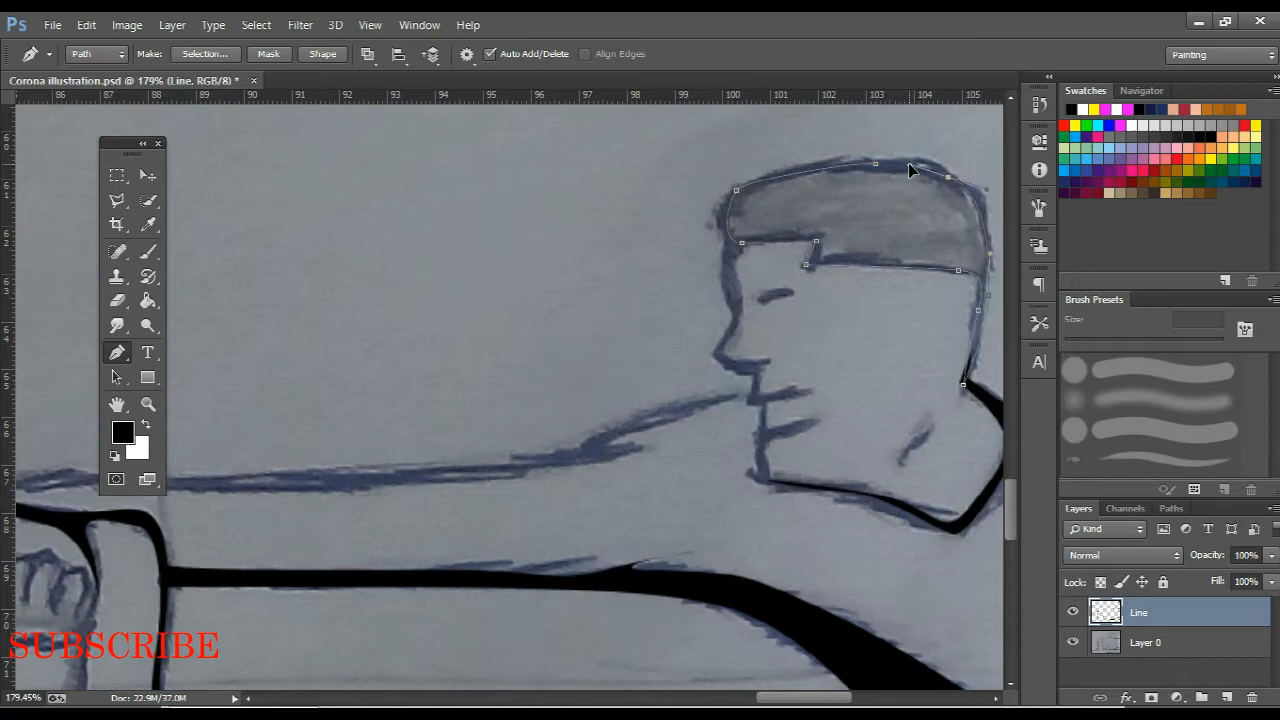 Ps File Edit Image Layer Type Select Filter 3D View Window Help
Path Make: Selection... Mask Shape Auto Add/Delete Align Edges Painting
Corona illustration.psd @ 179% (Line, RGB/8) * ×
86 87 88 89 90 91 92 93 94 95 96 97 98 99 100 101 102 103 104 105
Swatches Navigator
Brush Presets
Size:
Layers Channels Paths
Kind
Normal Opacity: 100%
Lock: Fill: 100%
Line
Layer 0
SUBSCRIBE
179.45% Doc: 22.9M/37.0M